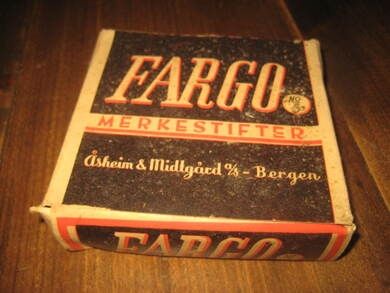 FARGO.
MERKESTIFTER
Åsheim & Midtgård A/S - Bergen
FARGO.